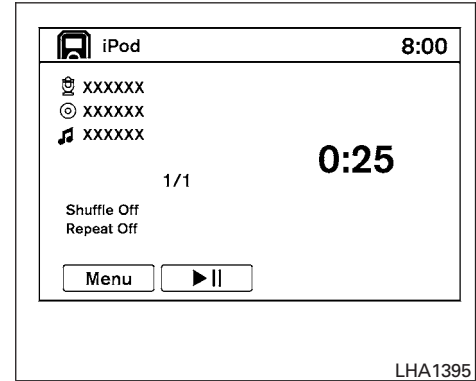 iPod 8:00
XXXXXX
XXXXXX
XXXXXX
0:25
1/1
Shuffle Off
Repeat Off
Menu
LHA1395